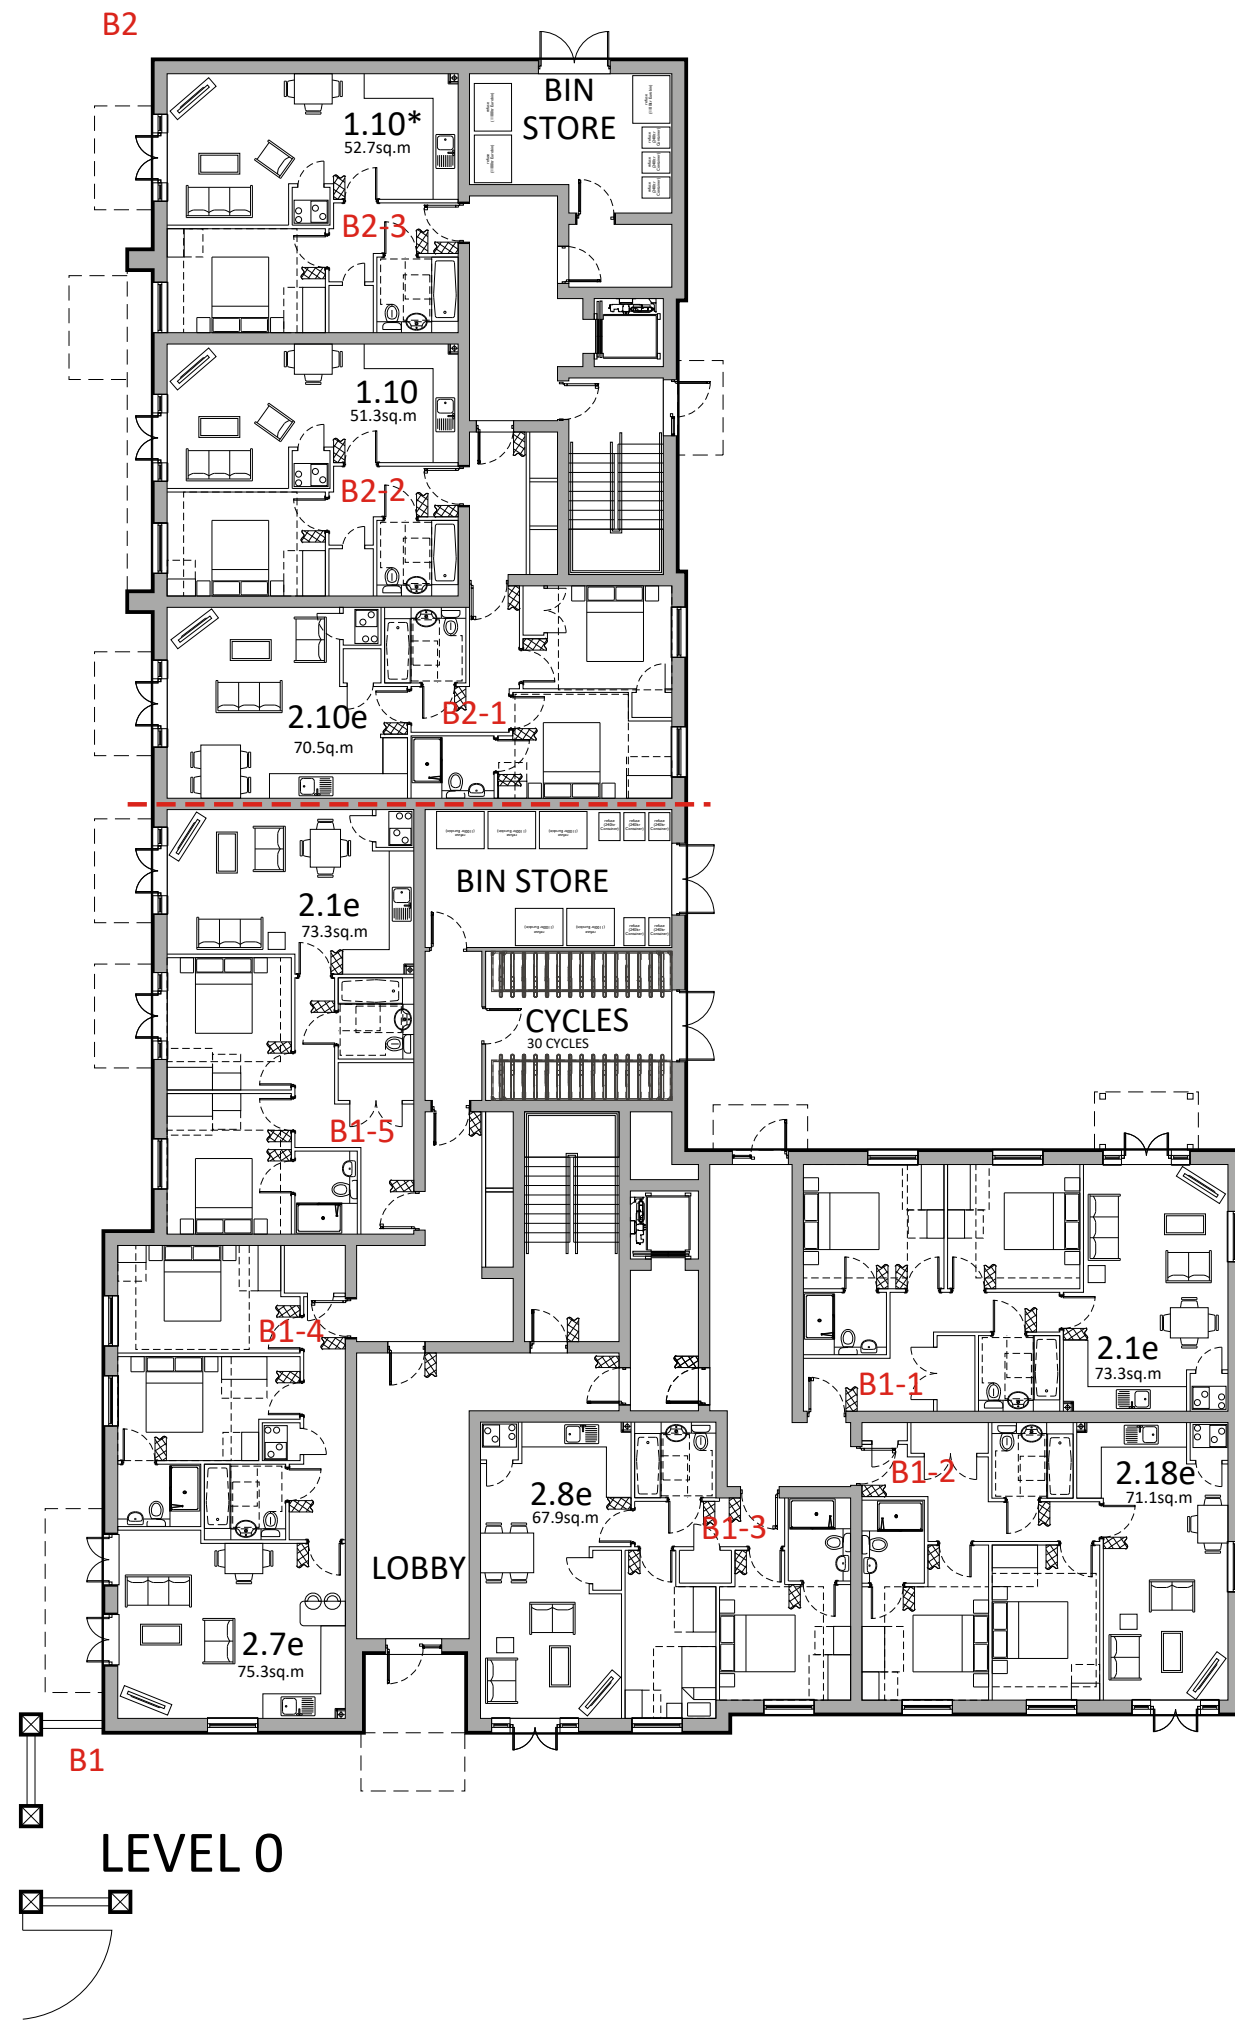 B2
BIN
STORE
1.10*
52.7sq.m
B2-3
1.10
51.3sq.m
B2-2
2.10e
70.5q.m
B2-1
2.1e
73.3sq.m
BIN STORE
CYCLES
30 CYCLES
B1-5
B1-4
2.1e
73.3sq.m
B1-1
2.8e
67.9sq.m
B1-2
2.18e
71.1sq.m
B1-3
LOBBY
2.7e
75.3sq.m
B1
LEVEL 0